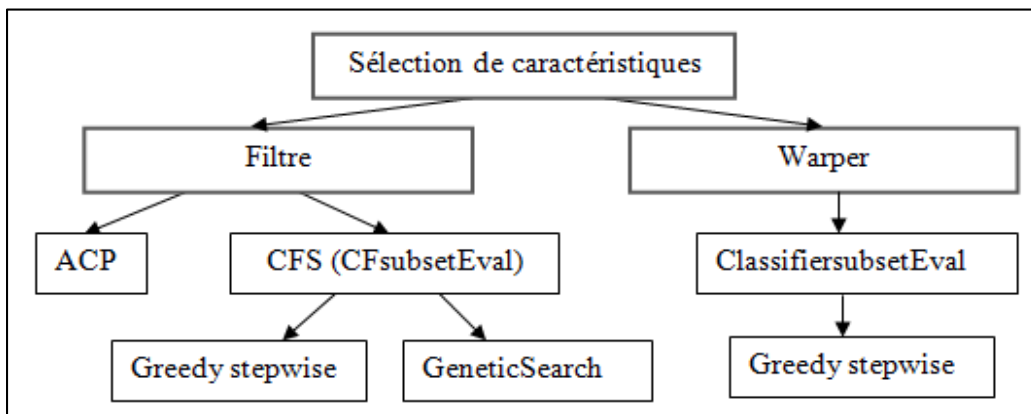 Sélection de caractéristiques
Filtre
Warper
ACP
CFS (CFsubsetEval)
ClassifiersubsetEval
Greedy stepwise
GeneticSearch
Greedy stepwise